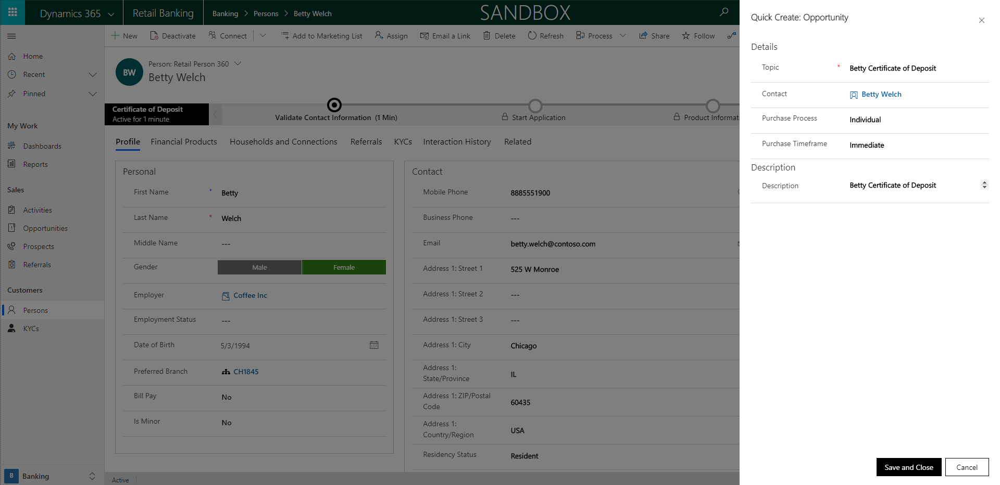 Dynamics 365
Retail Banking
Banking > Persons > Betty Welch
SANDBOX
New
Deactivate
Connect
Add to Marketing List
Assign
Email a Link
Delete
Refresh
Process
Share
Follow
Home
Recent
Pinned
My Work
Dashboards
Reports
Sales
Activities
Opportunities
Prospects
Referrals
Customers
Persons
KYCs
B
Banking
BW
Person: Retail Person 360
Betty Welch
Certificate of Deposit
Active for 1 minute
Validate Contact Information (1 Min)
Start Application
Product Informati
Profile
Financial Products
Households and Connections
Referrals
KYCs
Interaction History
Related
Personal
First Name
+
Betty
Last Name
*
Welch
Middle Name
---
Gender
Male
Female
Employer
Coffee Inc
Employment Status
---
Date of Birth
5/3/1994
Preferred Branch
CH1845
Bill Pay
No
Is Minor
No
Contact
Mobile Phone
8885551900
Business Phone
---
Email
betty.welch@contoso.com
Address 1: Street 1
525 W Monroe
Address 1: Street 2
---
Address 1: Street 3
---
Address 1: City
Chicago
Address 1:
State/Province
IL
Address 1: ZIP/Postal
Code
60435
Address 1:
Country/Region
USA
Residency Status
Resident
Active
Quick Create: Opportunity
Details
Topic
*
Betty Certificate of Deposit
Contact
Betty Welch
Purchase Process
Individual
Purchase Timeframe
Immediate
Description
Description
Betty Certificate of Deposit
Save and Close
Cancel